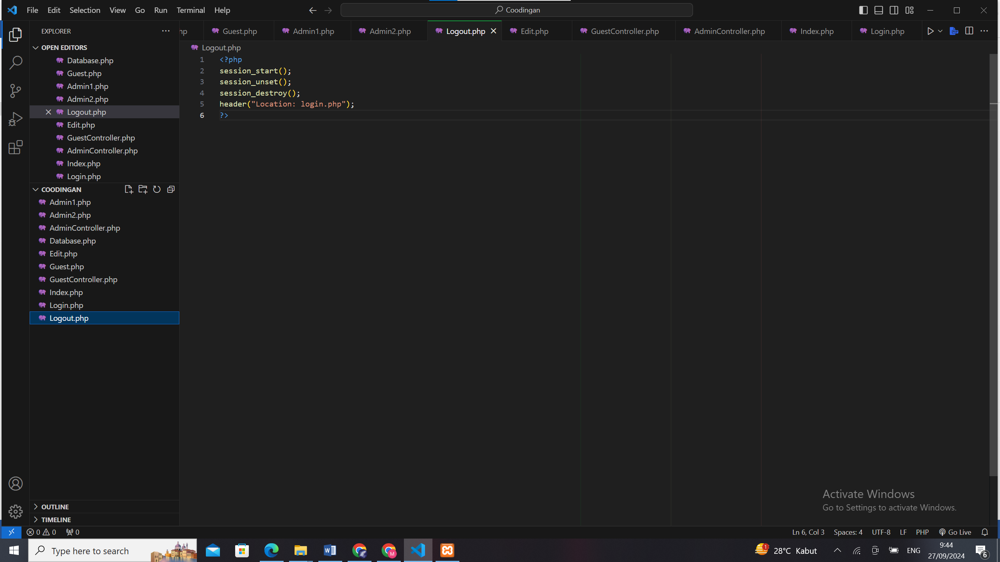 File Edit Selection View Go Run Terminal Help
Coodingan
EXPLORER
hp
Guest.php
Admin1.php
Admin2.php
Logout.php
Edit.php
GuestController.php
AdminController.php
Index.php
Login.php
OPEN EDITORS
Database.php
Guest.php
Admin1.php
Admin2.php
Logout.php
Edit.php
GuestController.php
AdminController.php
Index.php
Login.php
COODINGAN
Admin1.php
Admin2.php
AdminController.php
Database.php
Edit.php
Guest.php
GuestController.php
Index.php
Login.php
Logout.php
OUTLINE
TIMELINE
Logout.php
1 <?php
2 session_start();
3 session_unset();
4 session_destroy();
5 header("Location: login.php");
6 ?>
Activate Windows
Go to Settings to activate Windows.
0 0 0
Ln 6, Col 3 Spaces: 4 UTF-8 LF PHP Go Live
Type here to search
1 28°C Kabut
ENG
9:44
27/09/2024
6